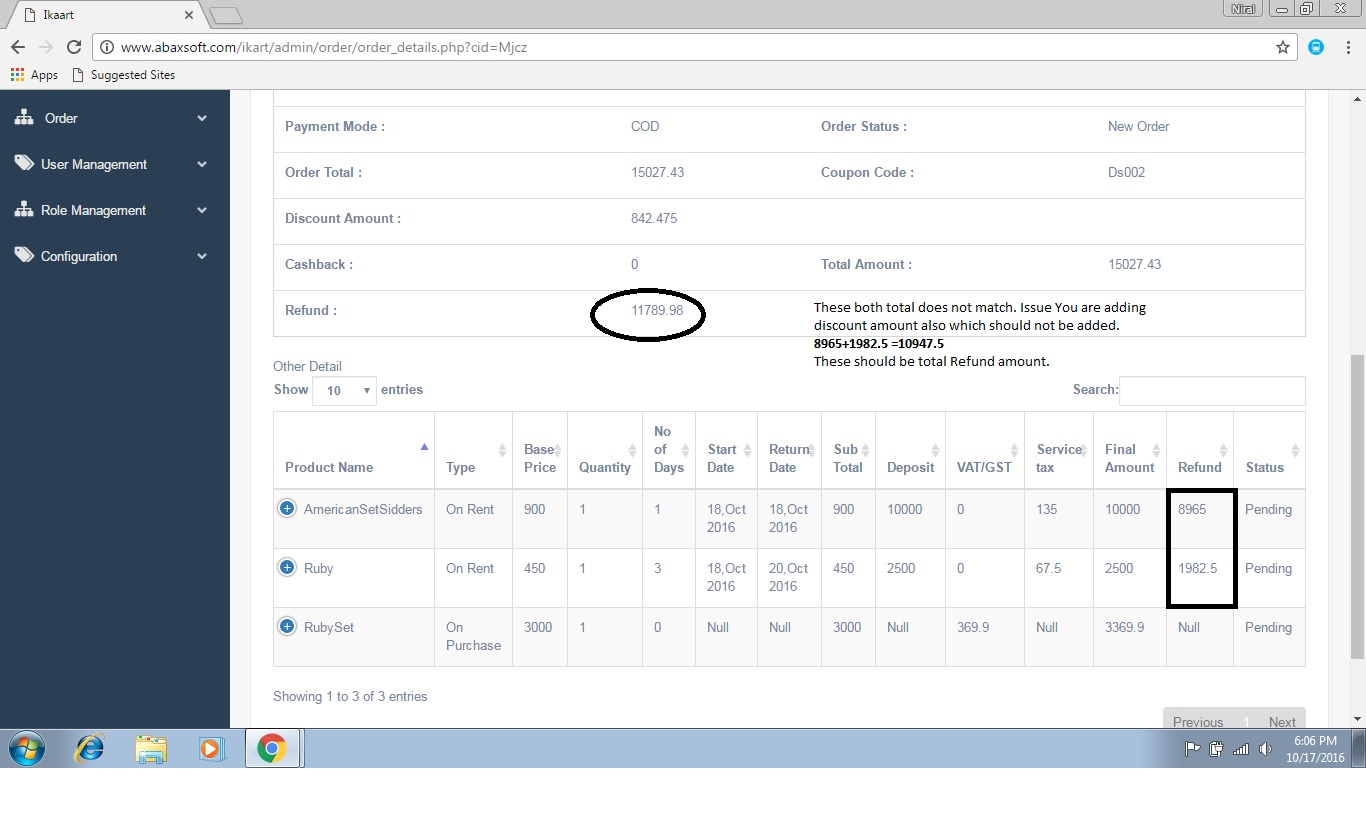 Ikaart
Niral
www.abaxsoft.com/ikart/admin/order/order_details.php?cid=Mjcz
Apps Suggested Sites
Order
User Management
Role Management
Configuration
Payment Mode : COD Order Status : New Order
Order Total : 15027.43 Coupon Code : Ds002
Discount Amount : 842.475
Cashback : 0 Total Amount : 15027.43
Refund : 11789.98
These both total does not match. Issue You are adding
discount amount also which should not be added.
8965+1982.5 =10947.5
These should be total Refund amount.
Other Detail
Show 10 entries Search:
Product Name Type Base Price Quantity No of Days Start Date Return Date Sub Total Deposit VAT/GST Service tax Final Amount Refund Status
AmericanSetSidders On Rent 900 1 1 18,Oct 2016 18,Oct 2016 900 10000 0 135 10000 8965 Pending
Ruby On Rent 450 1 3 18,Oct 2016 20,Oct 2016 450 2500 0 67.5 2500 1982.5 Pending
RubySet On Purchase 3000 1 0 Null Null 3000 Null 369.9 Null 3369.9 Null Pending
Showing 1 to 3 of 3 entries
Previous 1 Next
6:06 PM
10/17/2016